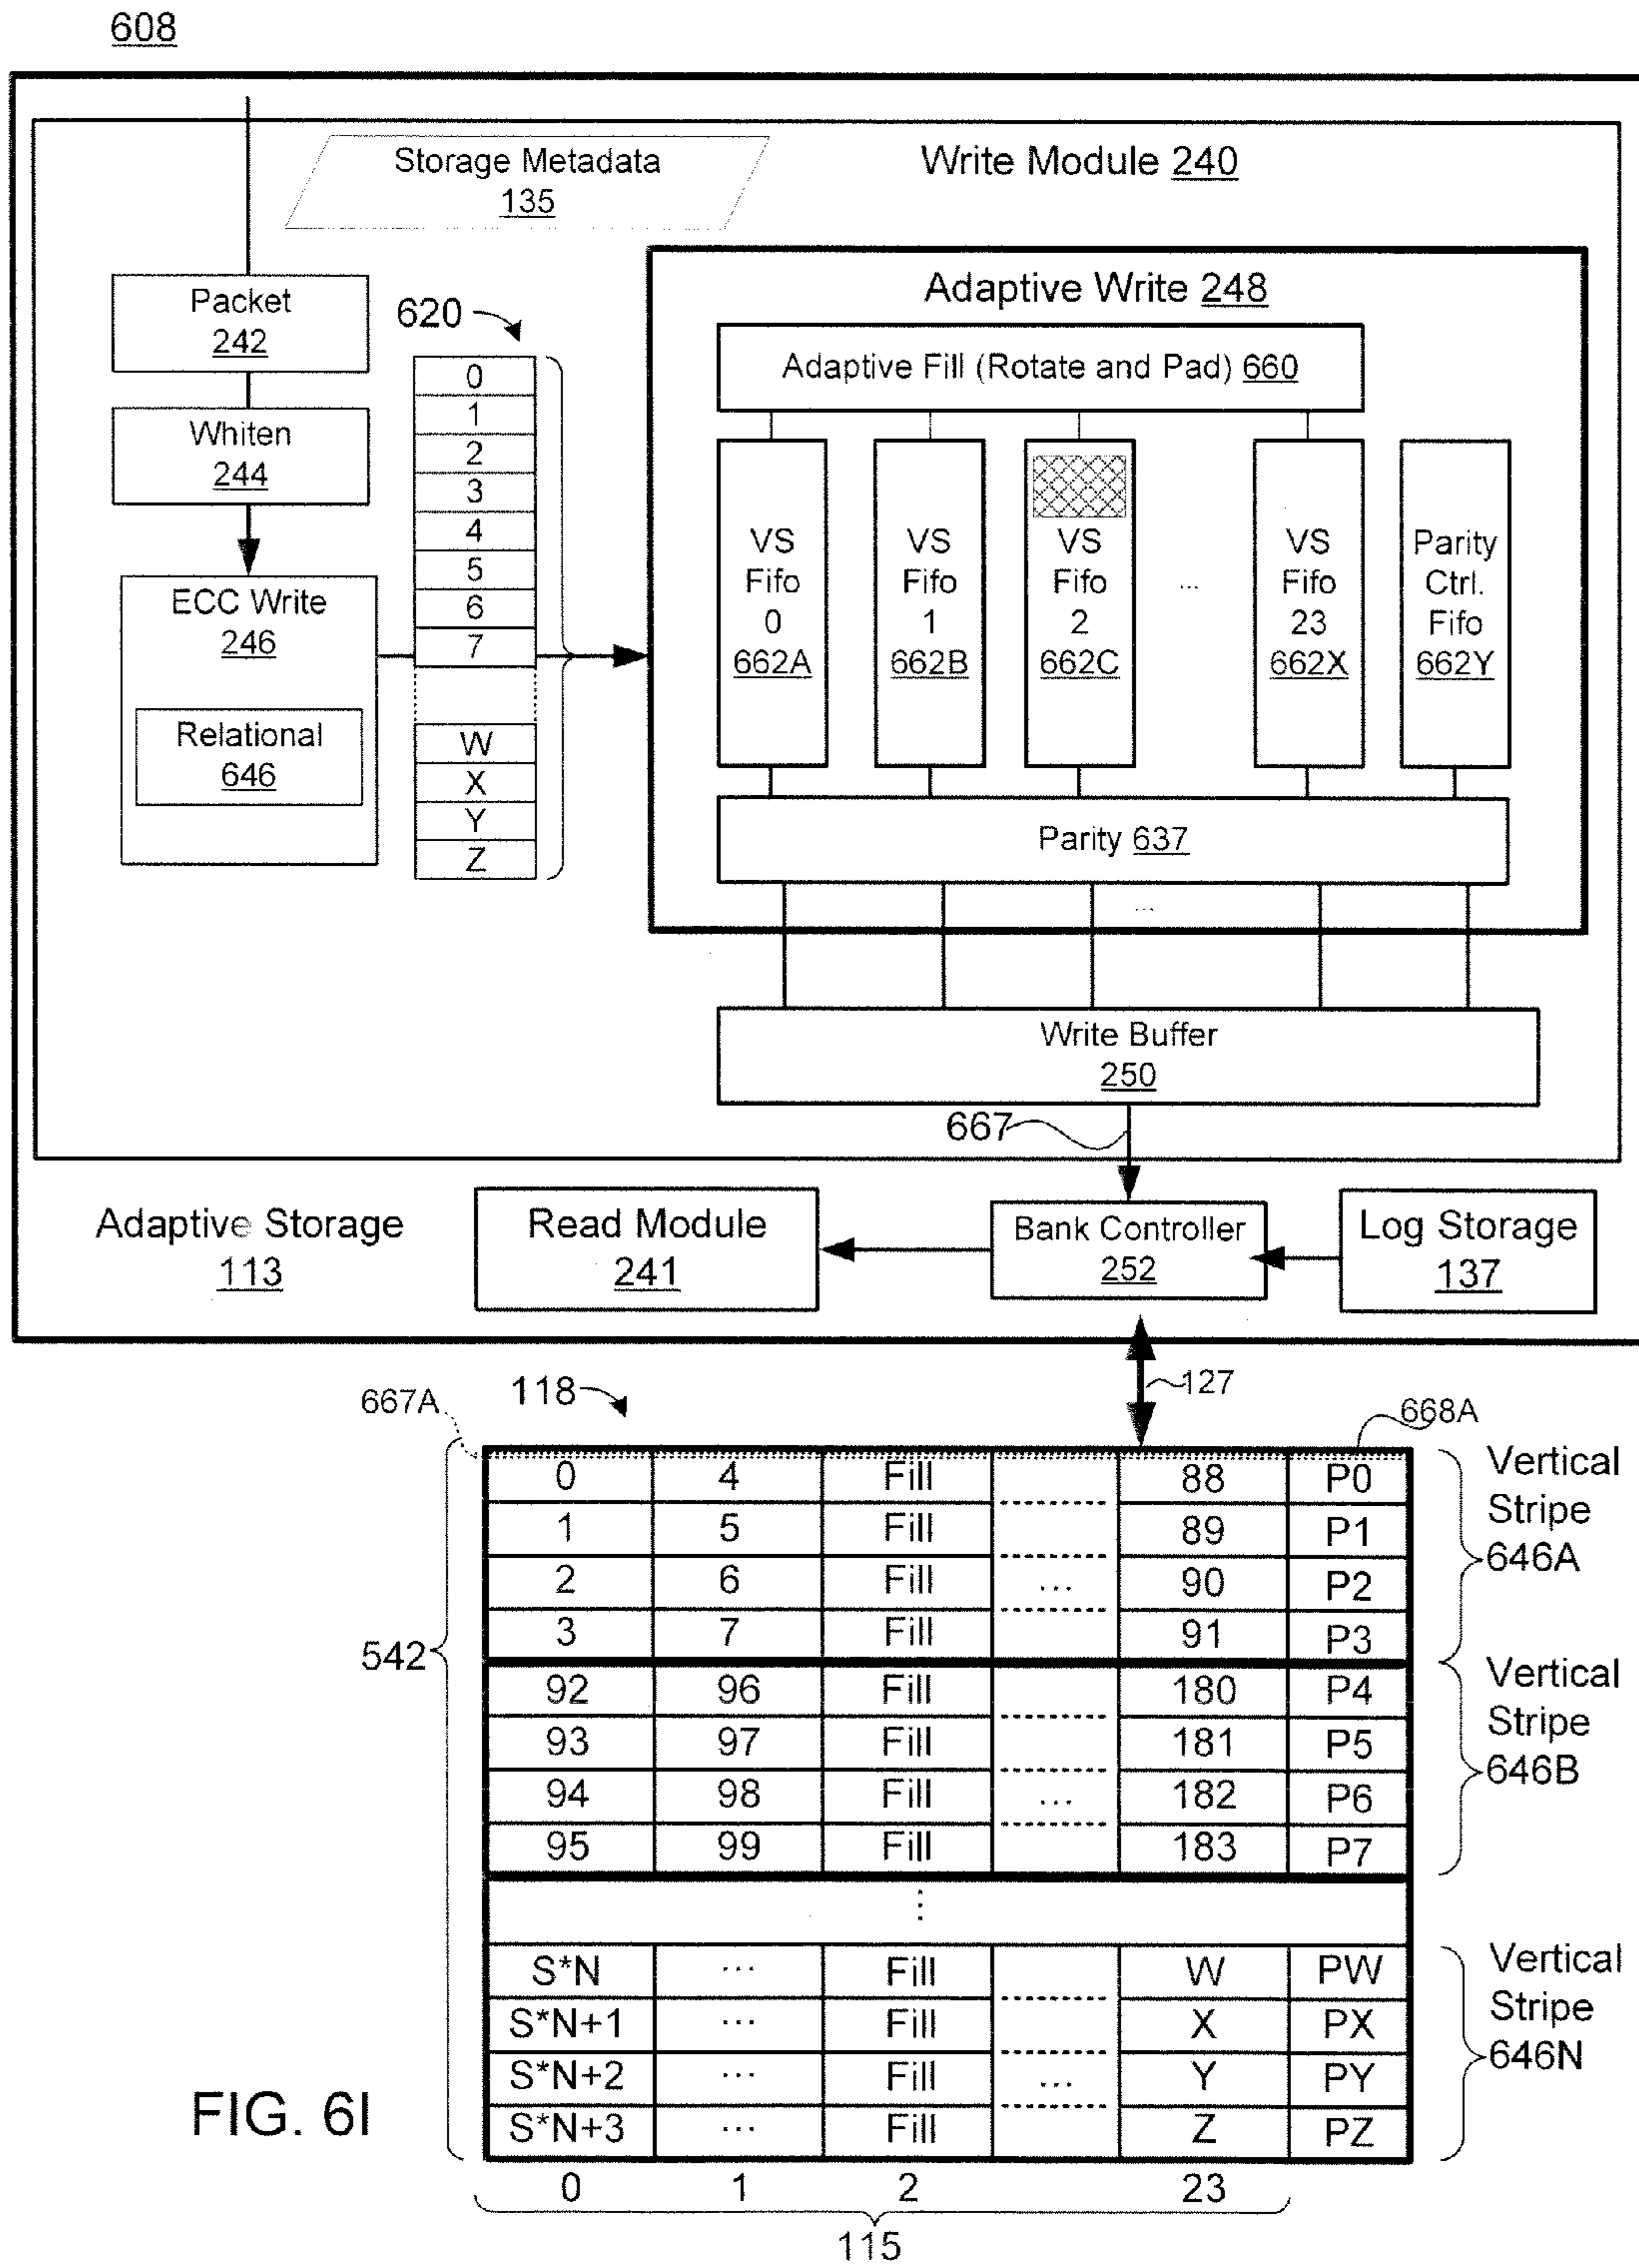 608
Storage Metadata
135
Write Module 240
Packet
242
Whiten
244
ECC Write
246
Relational
646
620
0
1
2
3
4
5
6
7
W
X
Y
Z
Adaptive Write 248
Adaptive Fill (Rotate and Pad) 660
VS
Fifo
0
662A
VS
Fifo
1
662B
VS
Fifo
2
662C
...
VS
Fifo
23
662X
Parity
Ctrl.
Fifo
662Y
Parity 637
...
Write Buffer
250
667
Adaptive Storage
113
Read Module
241
Bank Controller
252
Log Storage
137
127
118
667A
668A
542
0 4 Fill 88 P0
1 5 Fill 89 P1
2 6 Fill ... 90 P2
3 7 Fill 91 P3
Vertical
Stripe
646A
92 96 Fill 180 P4
93 97 Fill 181 P5
94 98 Fill ... 182 P6
95 99 Fill 183 P7
Vertical
Stripe
646B
⋮
S*N ... Fill W PW
S*N+1 ... Fill X PX
S*N+2 ... Fill ... Y PY
S*N+3 ... Fill Z PZ
Vertical
Stripe
646N
0 1 2 23
115
FIG. 6I